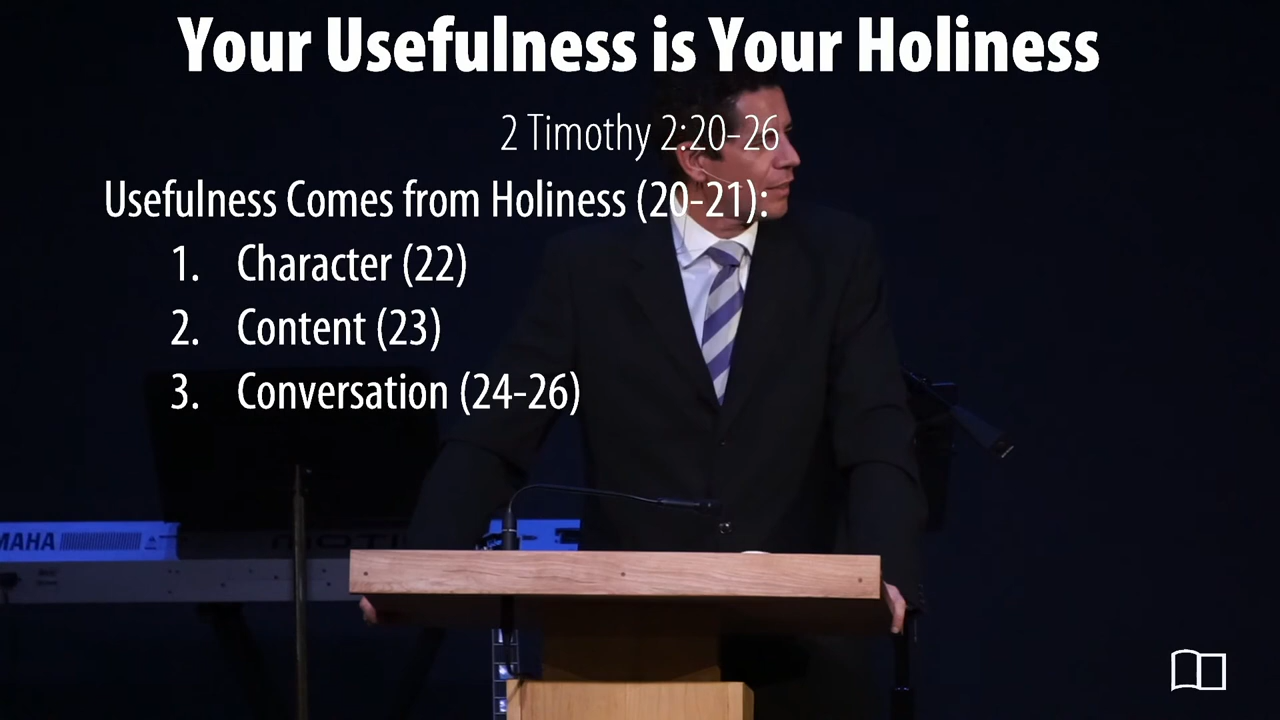 Your Usefulness is Your Holiness
2 Timothy 2:20-26
Usefulness Comes from Holiness (20-21):
1. Character (22)
2. Content (23)
3. Conversation (24-26)
AMAHA